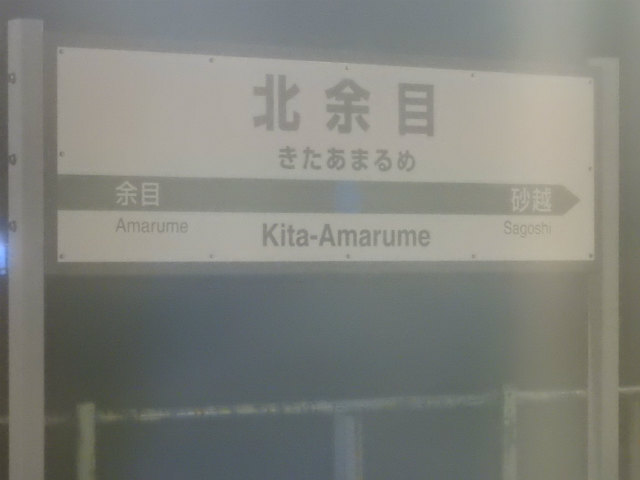 北余目
きたあまるめ
余目 砂越
Amarume Sagoshi
Kita-Amarume